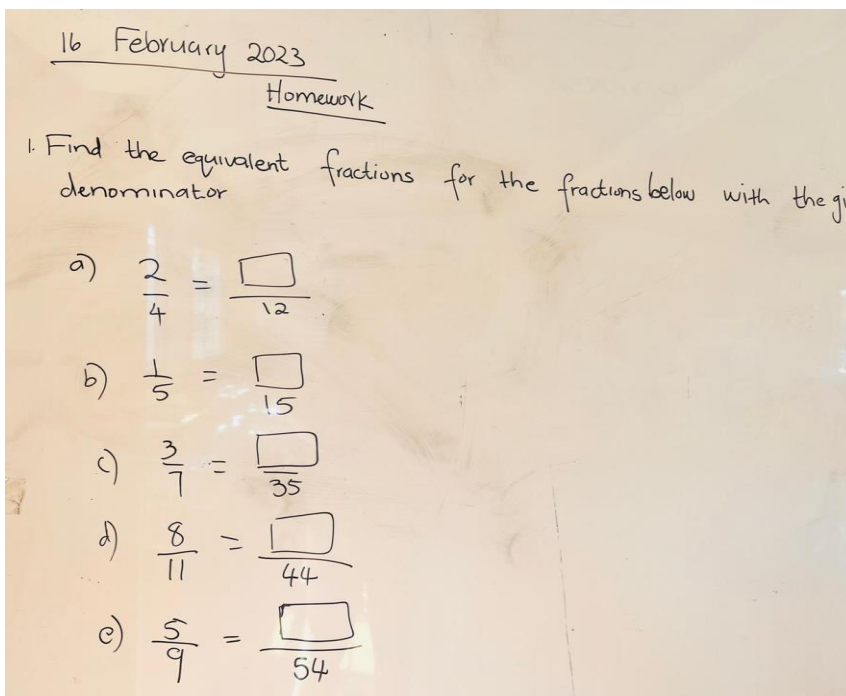 16 February 2023
Homework
1. Find the equivalent fractions for the fractions below with the gi
denominator
a) 2/4 = □/12
b) 1/5 = □/15
c) 3/7 = □/35
d) 8/11 = □/44
e) 5/9 = □/54